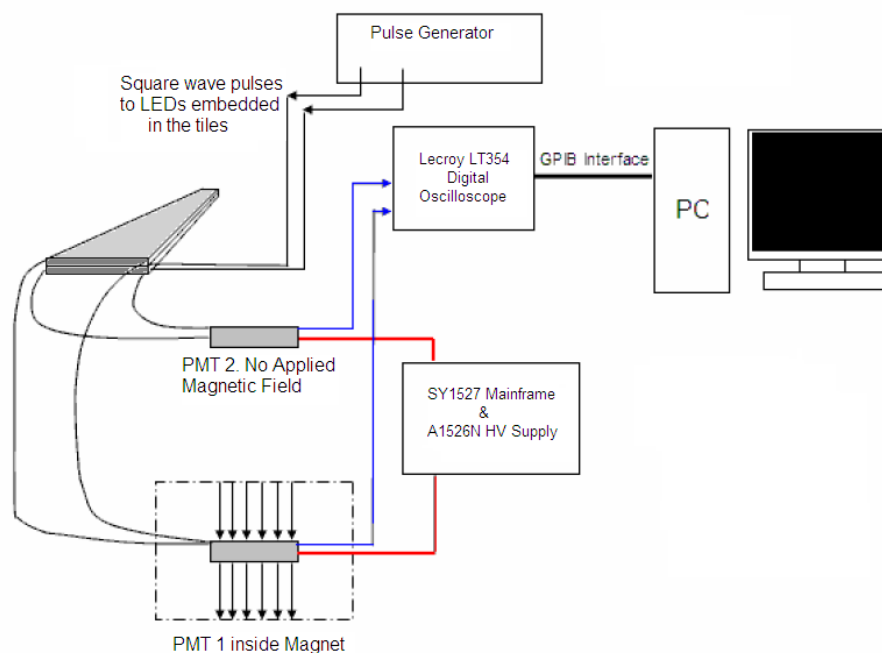 Pulse Generator
Square wave pulses
to LEDs embedded
in the tiles
Lecroy LT354
Digital
Oscilloscope
GPIB Interface
PC
PMT 2. No Applied
Magnetic Field
SY1527 Mainframe
&
A1526N HV Supply
PMT 1 inside Magnet